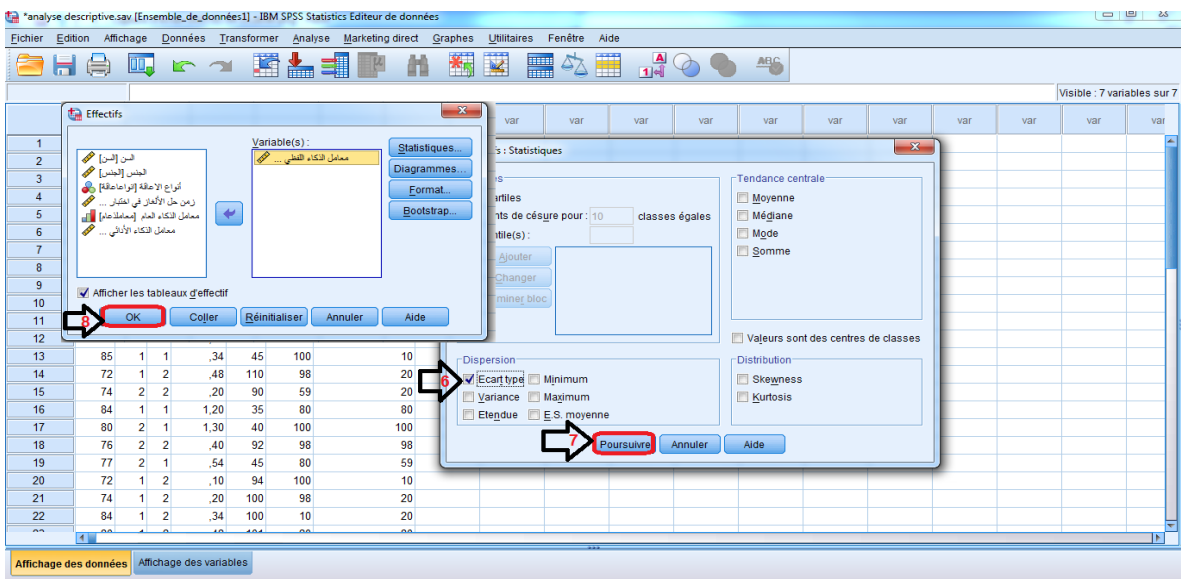 *analyse descriptive.sav [Ensemble_de_données1] - IBM SPSS Statistics Editeur de données
Fichier Edition Affichage Données Transformer Analyse Marketing direct Graphes Utilitaires Fenêtre Aide
Visible : 7 variables sur 7
var var var var var var var var var var
Effectifs
Variable(s) :
السن [السن]
الجنس [الجنس]
أنواع الاعاقة [انواعاعاقة]
زمن حل الألغاز في اختبار ...
معامل الذكاء العام [معاملذعام]
معامل الذكاء الأدائي ...
معامل الذكاء اللفظي ...
Statistiques...
Diagrammes...
Format...
Bootstrap...
Afficher les tableaux d'effectif
8
OK Coller Réinitialiser Annuler Aide
fs : Statistiques
es
artiles
nts de césure pour : 10 classes égales
ntile(s) :
Ajouter
Changer
miner bloc
Tendance centrale
Moyenne
Médiane
Mode
Somme
Valeurs sont des centres de classes
Dispersion
6
Ecart type Minimum
Variance Maximum
Etendue E.S. moyenne
Distribution
Skewness
Kurtosis
7
Poursuivre Annuler Aide
1
2
3
4
5
6
7
8
9
10
11
12
13 85 1 1 ,34 45 100 10
14 72 1 2 ,48 110 98 20
15 74 2 2 ,20 90 59 20
16 84 1 1 1,20 35 80 80
17 80 2 1 1,30 40 100 100
18 76 2 2 ,40 92 98 98
19 77 2 1 ,54 45 80 59
20 72 1 2 ,10 94 100 10
21 74 1 2 ,20 100 98 20
22 84 1 2 ,34 100 10 20
Affichage des données Affichage des variables